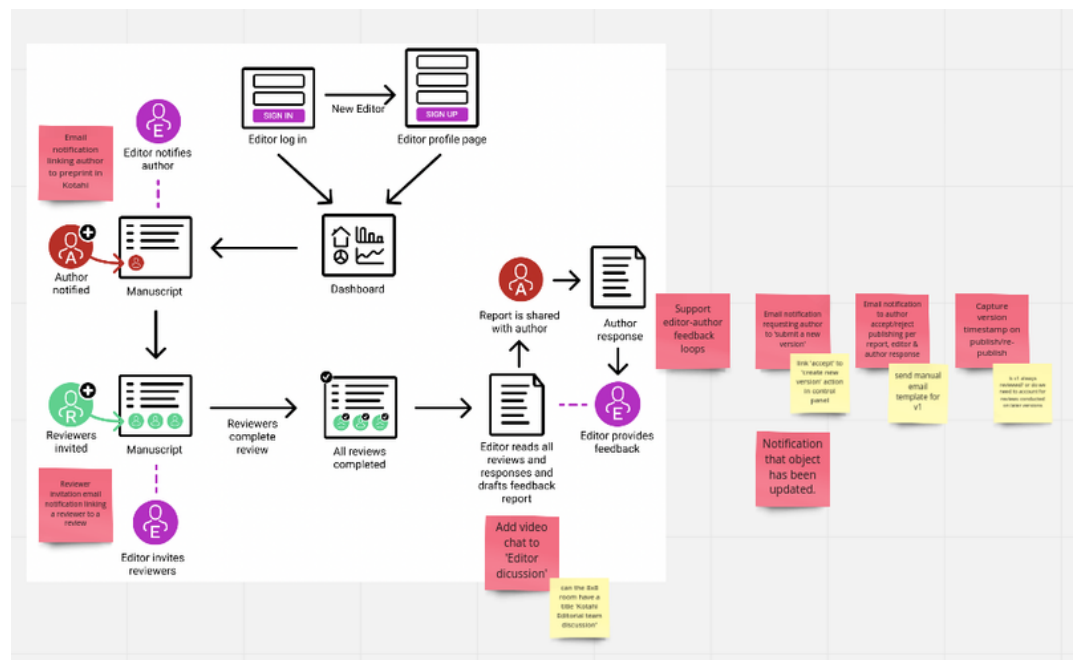 SIGN IN
New Editor
SIGN UP
Editor log in
Editor profile page
Email
notification
linking author
to preprint in
Kotahi
E
Editor notifies
author
A
Author
notified
Manuscript
Dashboard
A
Report is shared
with author
Author
response
Support
editor-author
feedback
loops
Email notification
requesting author
to 'submit a new
version'
link 'accept' to
'create new
version' action
in control
panel
Email notification
to author
accept/reject
publishing per
report, editor &
author response
send manual
email
template for
v1
Capture
version
timestamp on
publish/re-
publish
R
Reviewers
invited
Manuscript
Reviewers
complete
review
All reviews
completed
Editor reads all
reviews and
responses and
drafts feedback
report
E
Editor provides
feedback
Notification
that object
has been
updated.
Reviewer
invitation email
notification linking
a reviewer to a
review
E
Editor invites
reviewers
Add video
chat to
'Editor
dicussion'
can the 8x8
room have a
title 'Kotahi
Editorial team
discussion'